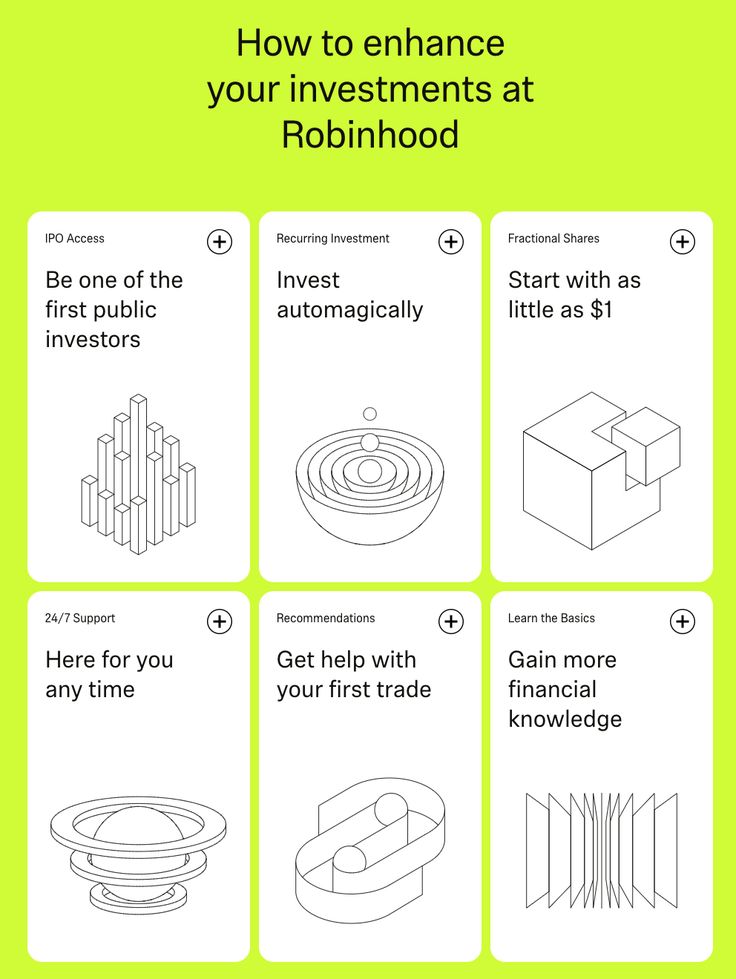 How to enhance
your investments at
Robinhood
IPO Access
Be one of the
first public
investors
Recurring Investment
Invest
automagically
Fractional Shares
Start with as
little as $1
24/7 Support
Here for you
any time
Recommendations
Get help with
your first trade
Learn the Basics
Gain more
financial
knowledge